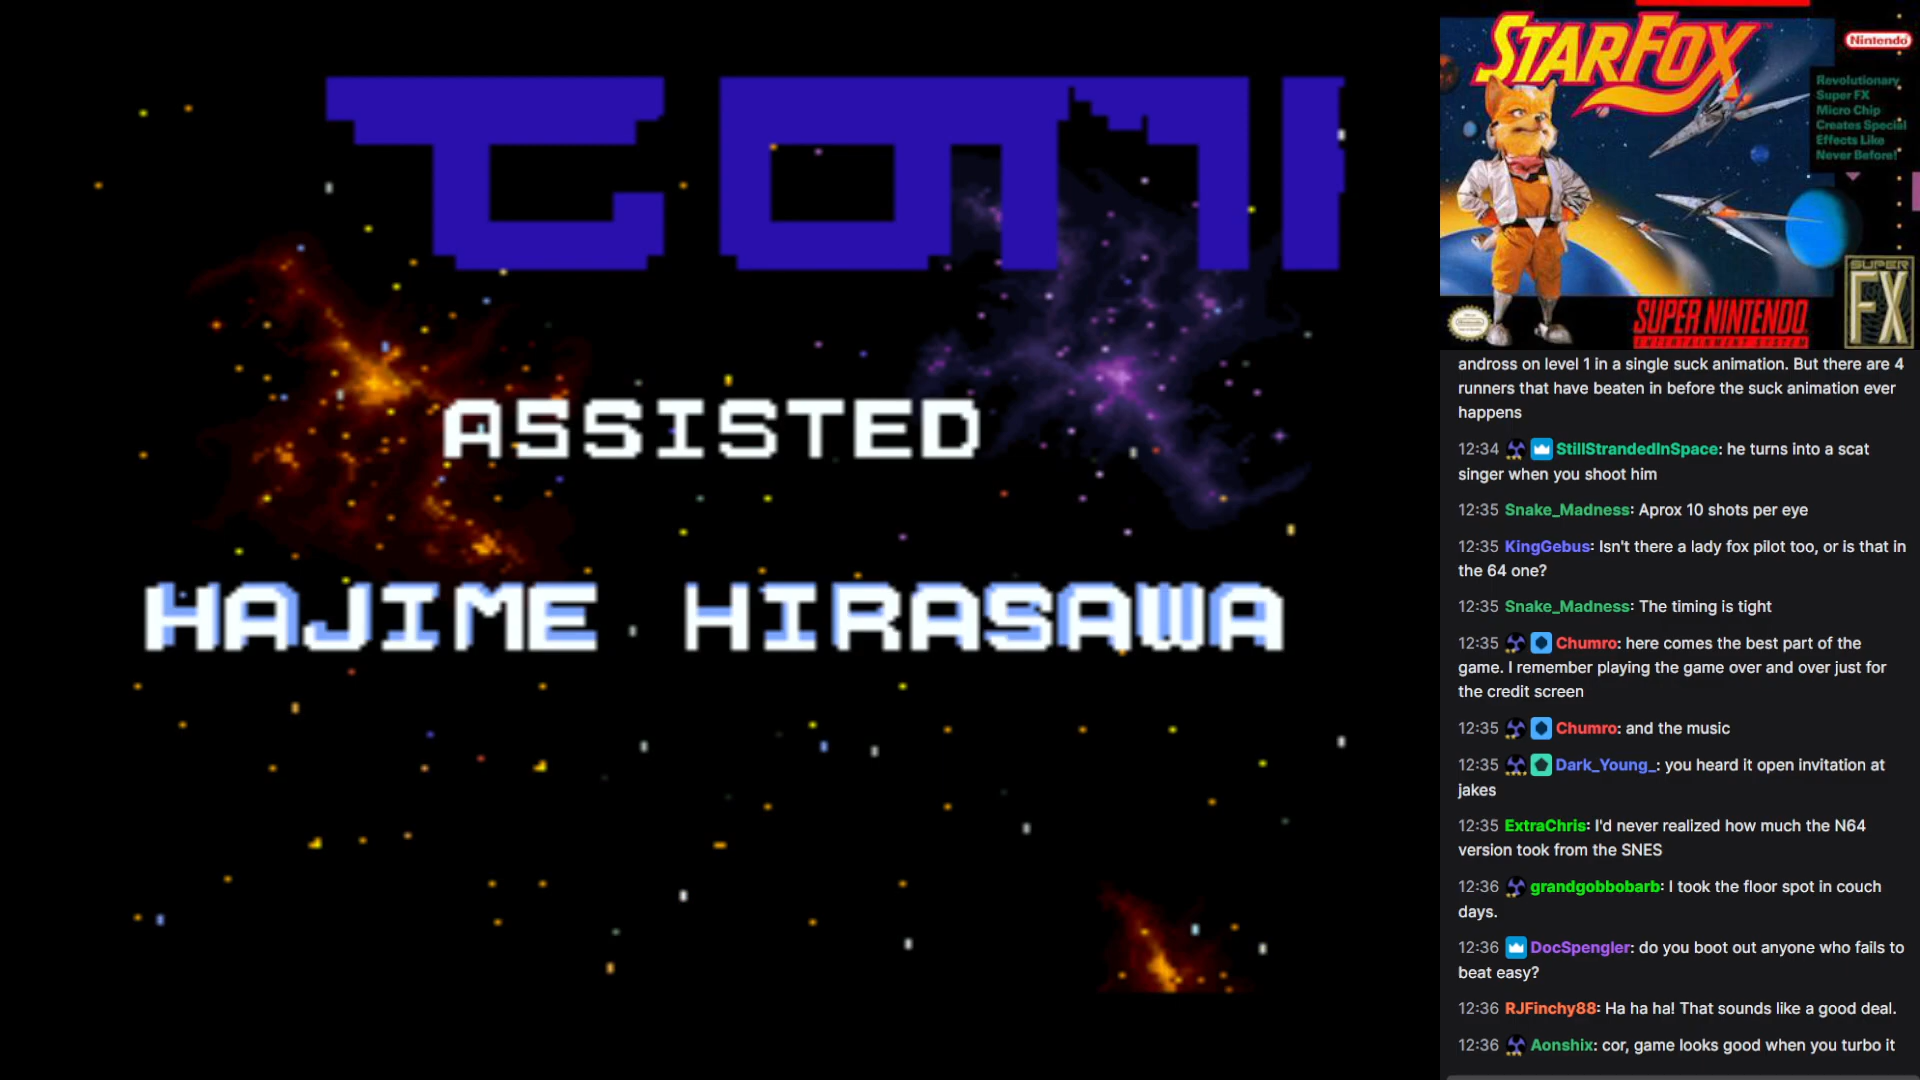 ASSISTED
HAJIME HIRASAWA
STARFOX
Nintendo
Revolutionary
Super FX
Micro Chip
Creates Special
Effects Like
Never Before!
SUPER
FX
SUPER NINTENDO
ENTERTAINMENT SYSTEM
andross on level 1 in a single suck animation. But there are 4
runners that have beaten in before the suck animation ever
happens
12:34 StillStrandedInSpace: he turns into a scat
singer when you shoot him
12:35 Snake_Madness: Aprox 10 shots per eye
12:35 KingGebus: Isn't there a lady fox pilot too, or is that in
the 64 one?
12:35 Snake_Madness: The timing is tight
12:35 Chumro: here comes the best part of the
game. I remember playing the game over and over just for
the credit screen
12:35 Chumro: and the music
12:35 Dark_Young_: you heard it open invitation at
jakes
12:35 ExtraChris: I'd never realized how much the N64
version took from the SNES
12:36 grandgobbobarb: I took the floor spot in couch
days.
12:36 DocSpengler: do you boot out anyone who fails to
beat easy?
12:36 RJFinchy88: Ha ha ha! That sounds like a good deal.
12:36 Aonshix: cor, game looks good when you turbo it